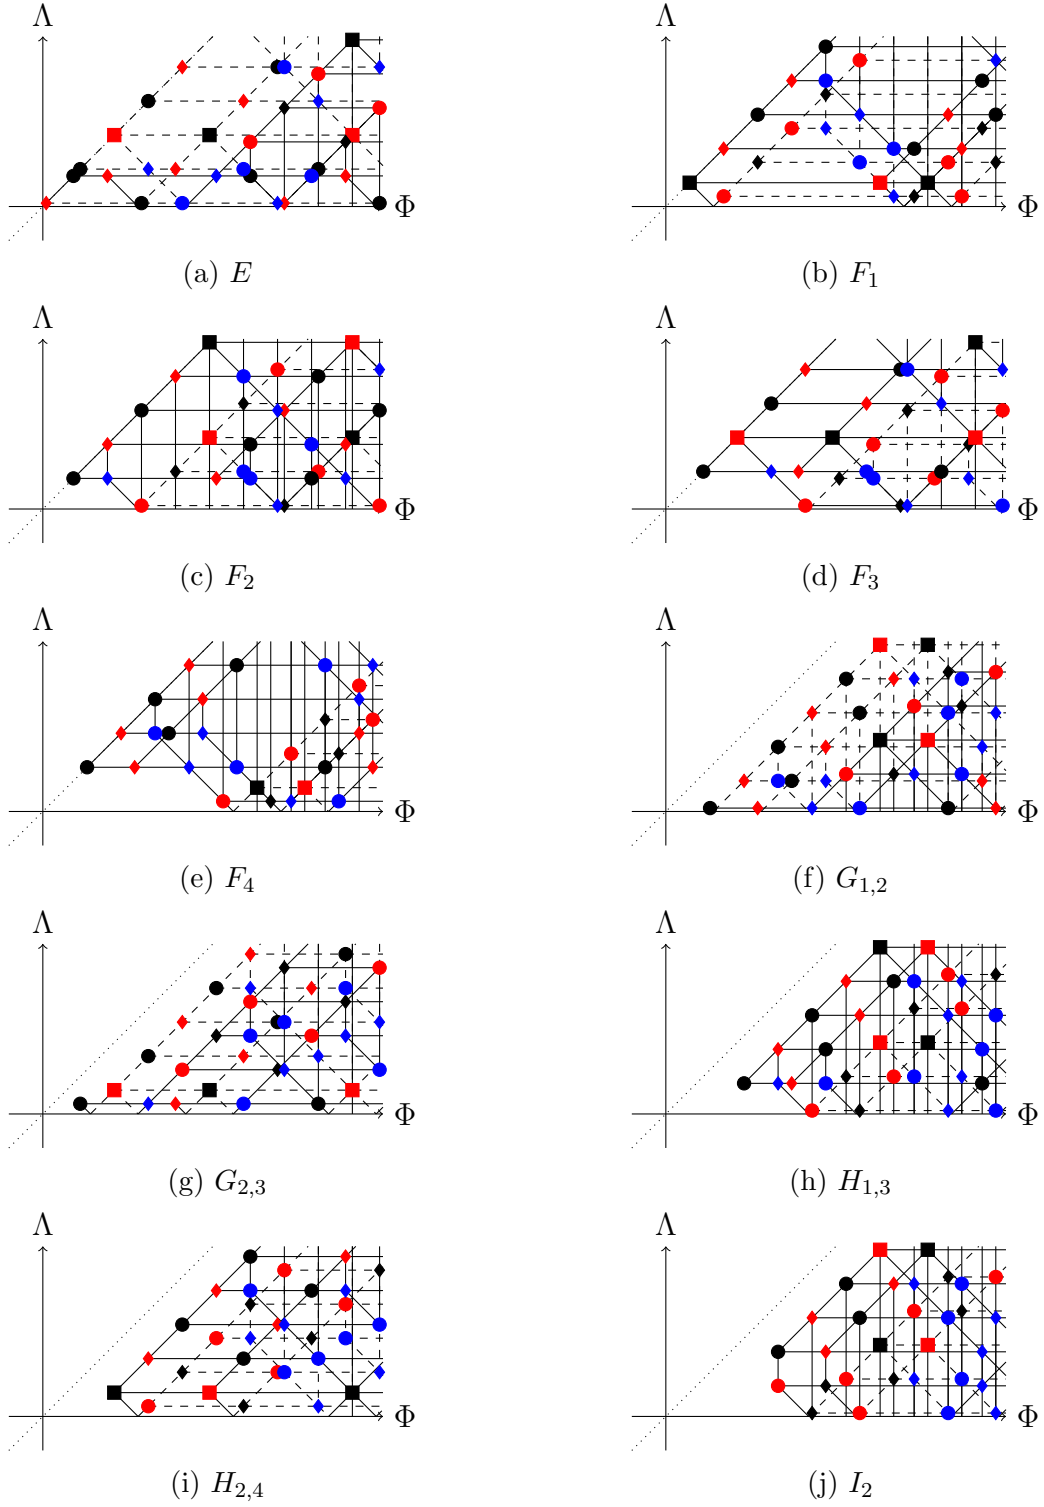 Λ Λ
Φ Φ
(a) E (b) F₁
Λ Λ
Φ Φ
(c) F₂ (d) F₃
Λ Λ
Φ Φ
(e) F₄ (f) G₁,₂
Λ Λ
Φ Φ
(g) G₂,₃ (h) H₁,₃
Λ Λ
Φ Φ
(i) H₂,₄ (j) I₂